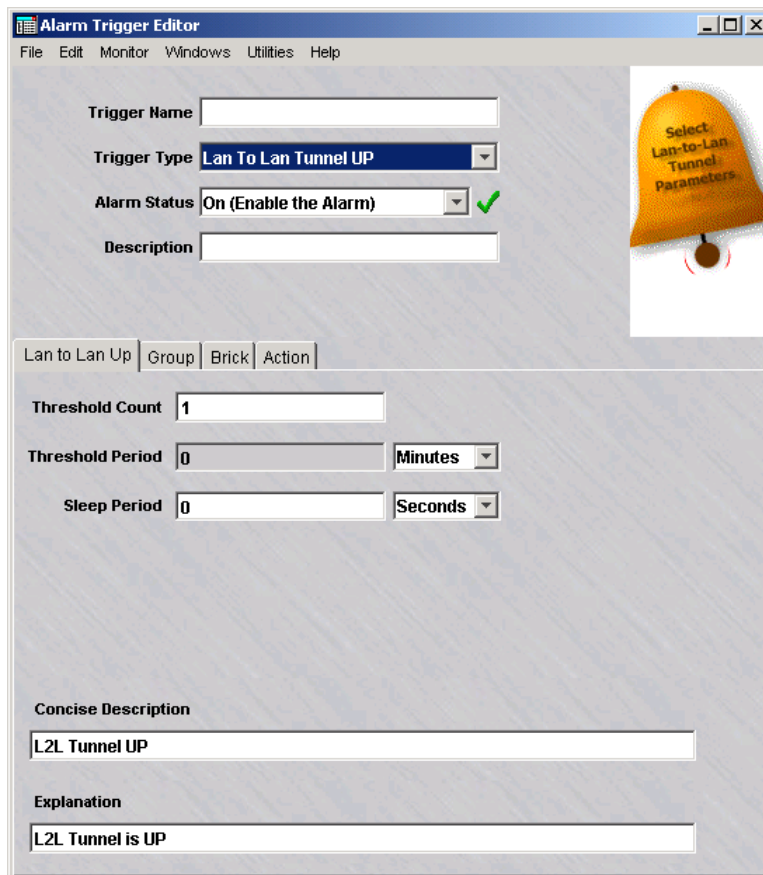 Alarm Trigger Editor
File Edit Monitor Windows Utilities Help
Trigger Name
Trigger Type Lan To Lan Tunnel UP
Alarm Status On (Enable the Alarm)
Description
Select
Lan-to-Lan
Tunnel
Parameters
Lan to Lan Up Group Brick Action
Threshold Count 1
Threshold Period 0 Minutes
Sleep Period 0 Seconds
Concise Description
L2L Tunnel UP
Explanation
L2L Tunnel is UP